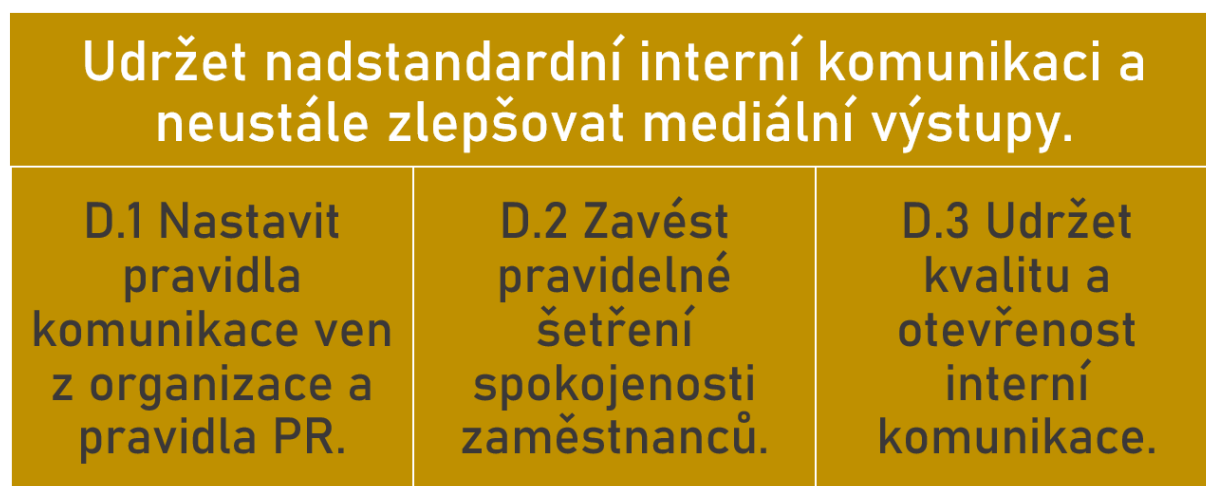 Udržet nadstandardní interní komunikaci a
neustále zlepšovat mediální výstupy.
D.1 Nastavit
pravidla
komunikace ven
z organizace a
pravidla PR.
D.2 Zavést
pravidelné
šetření
spokojenosti
zaměstnanců.
D.3 Udržet
kvalitu a
otevřenost
interní
komunikace.